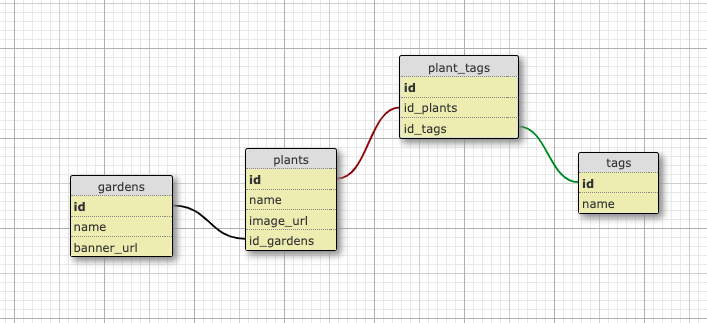 gardens
id
name
banner_url
plants
id
name
image_url
id_gardens
plant_tags
id
id_plants
id_tags
tags
id
name